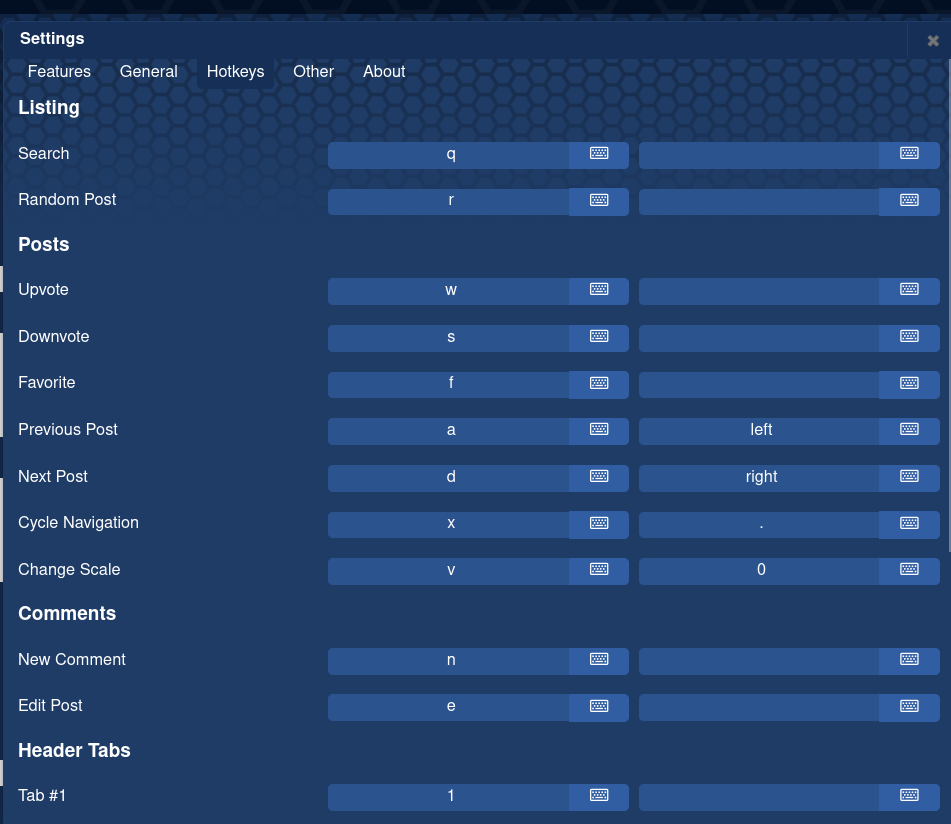 Settings
Features General Hotkeys Other About
Listing
Search q
Random Post r
Posts
Upvote w
Downvote s
Favorite f
Previous Post a left
Next Post d right
Cycle Navigation x .
Change Scale v 0
Comments
New Comment n
Edit Post e
Header Tabs
Tab #1 1